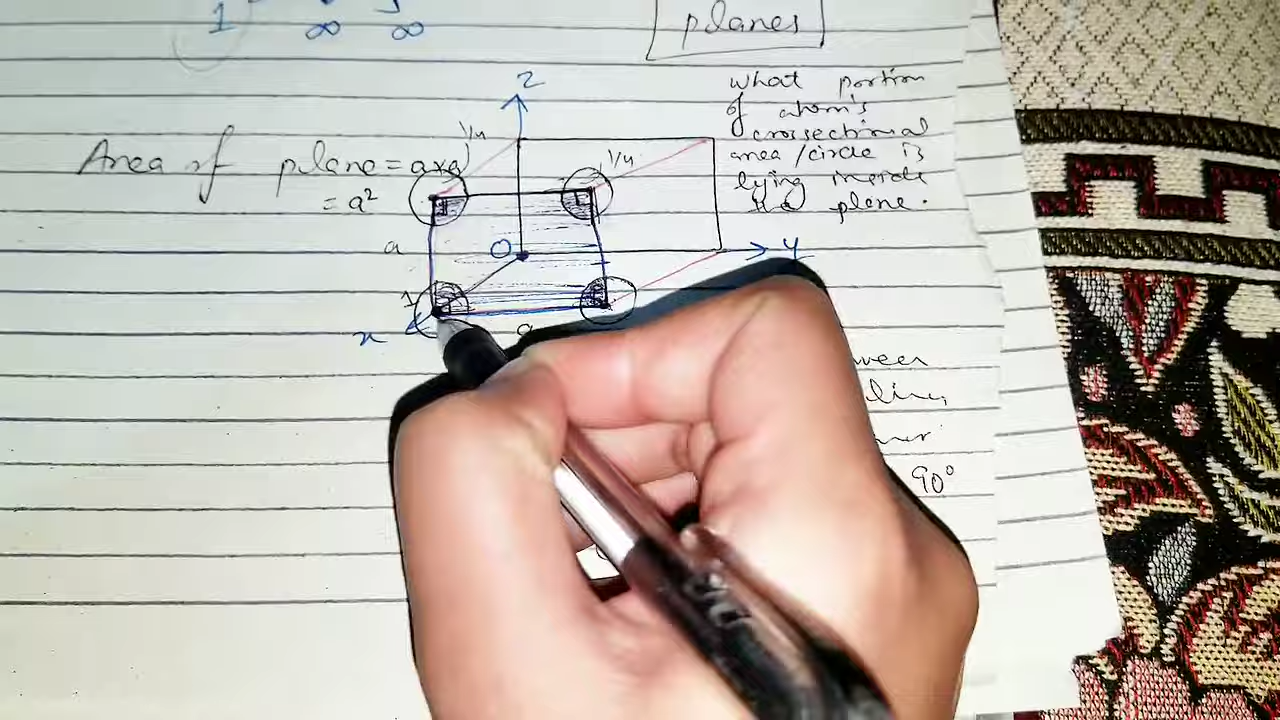 1
∞ ∞
planes
z
what portion
of atom's
crossectional
area/circle is
lying inside
the plane.
Area of plane = axa
= a²
1/4
1/4
a
O
y
1
x
a
90°